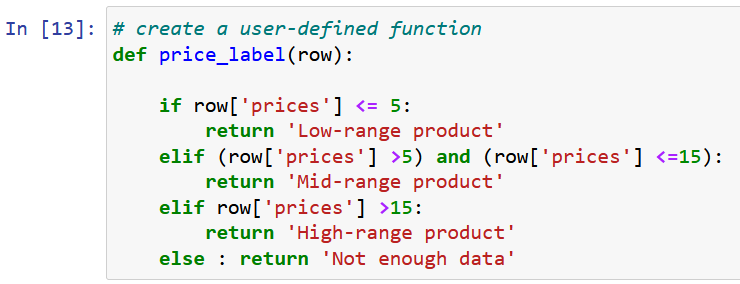 In [13]: # create a user-defined function
def price_label(row):
    if row['prices'] <= 5:
        return 'Low-range product'
    elif (row['prices'] >5) and (row['prices'] <=15):
        return 'Mid-range product'
    elif row['prices'] >15:
        return 'High-range product'
    else : return 'Not enough data'